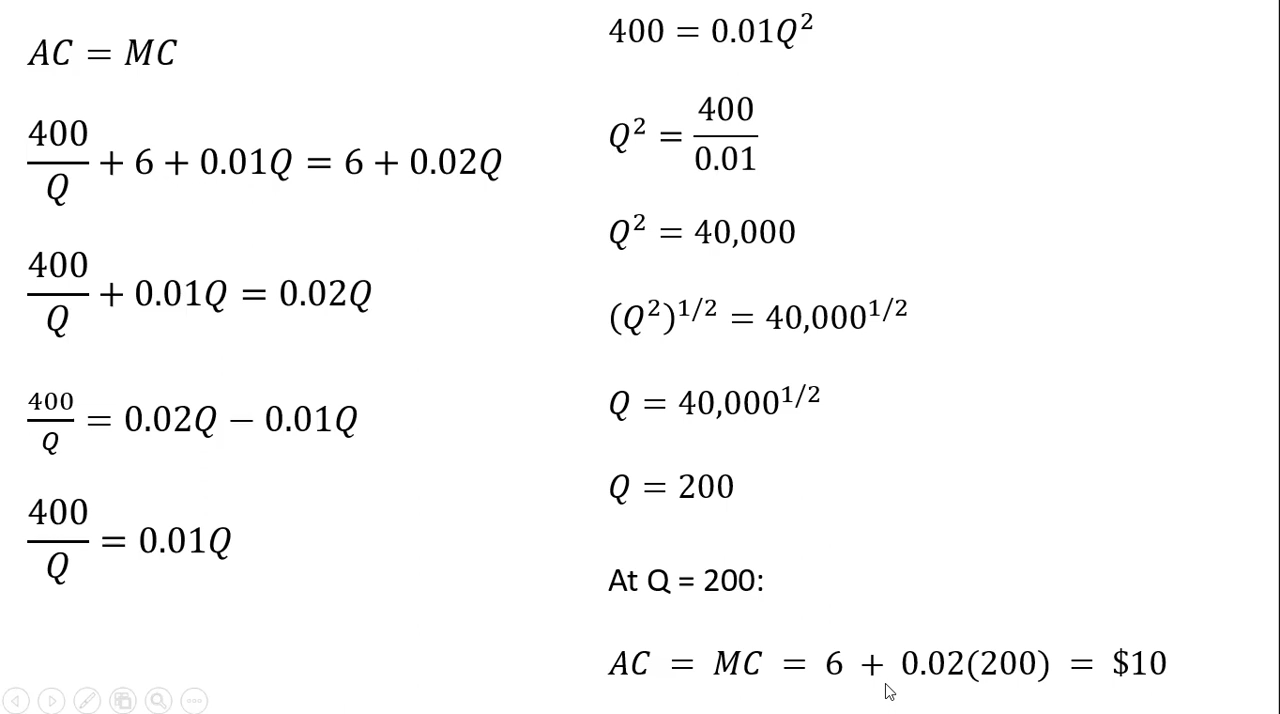 AC = MC
400/Q + 6 + 0.01Q = 6 + 0.02Q
400/Q + 0.01Q = 0.02Q
400/Q = 0.02Q − 0.01Q
400/Q = 0.01Q
400 = 0.01Q²
Q² = 400/0.01
Q² = 40,000
(Q²)^1/2 = 40,000^1/2
Q = 40,000^1/2
Q = 200
At Q = 200:
AC = MC = 6 + 0.02(200) = $10